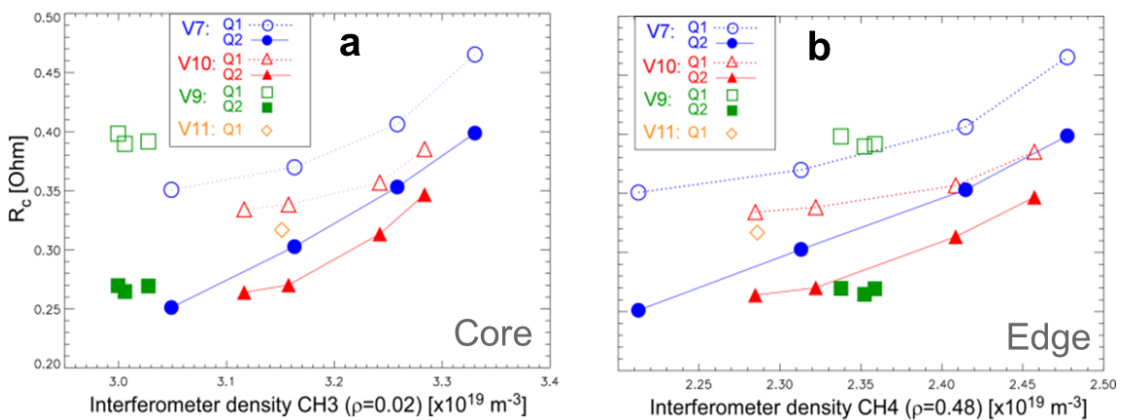 V7: Q1
Q2
V10: Q1
Q2
V9: Q1
Q2
V11: Q1
a
0.50
0.45
0.40
0.35
0.30
0.25
0.20
R_c [Ohm]
Core
3.0 3.1 3.2 3.3 3.4
Interferometer density CH3 (ρ=0.02) [x10^19 m^-3]
V7: Q1
Q2
V10: Q1
Q2
V9: Q1
Q2
V11: Q1
b
Edge
2.25 2.30 2.35 2.40 2.45 2.50
Interferometer density CH4 (ρ=0.48) [x10^19 m^-3]